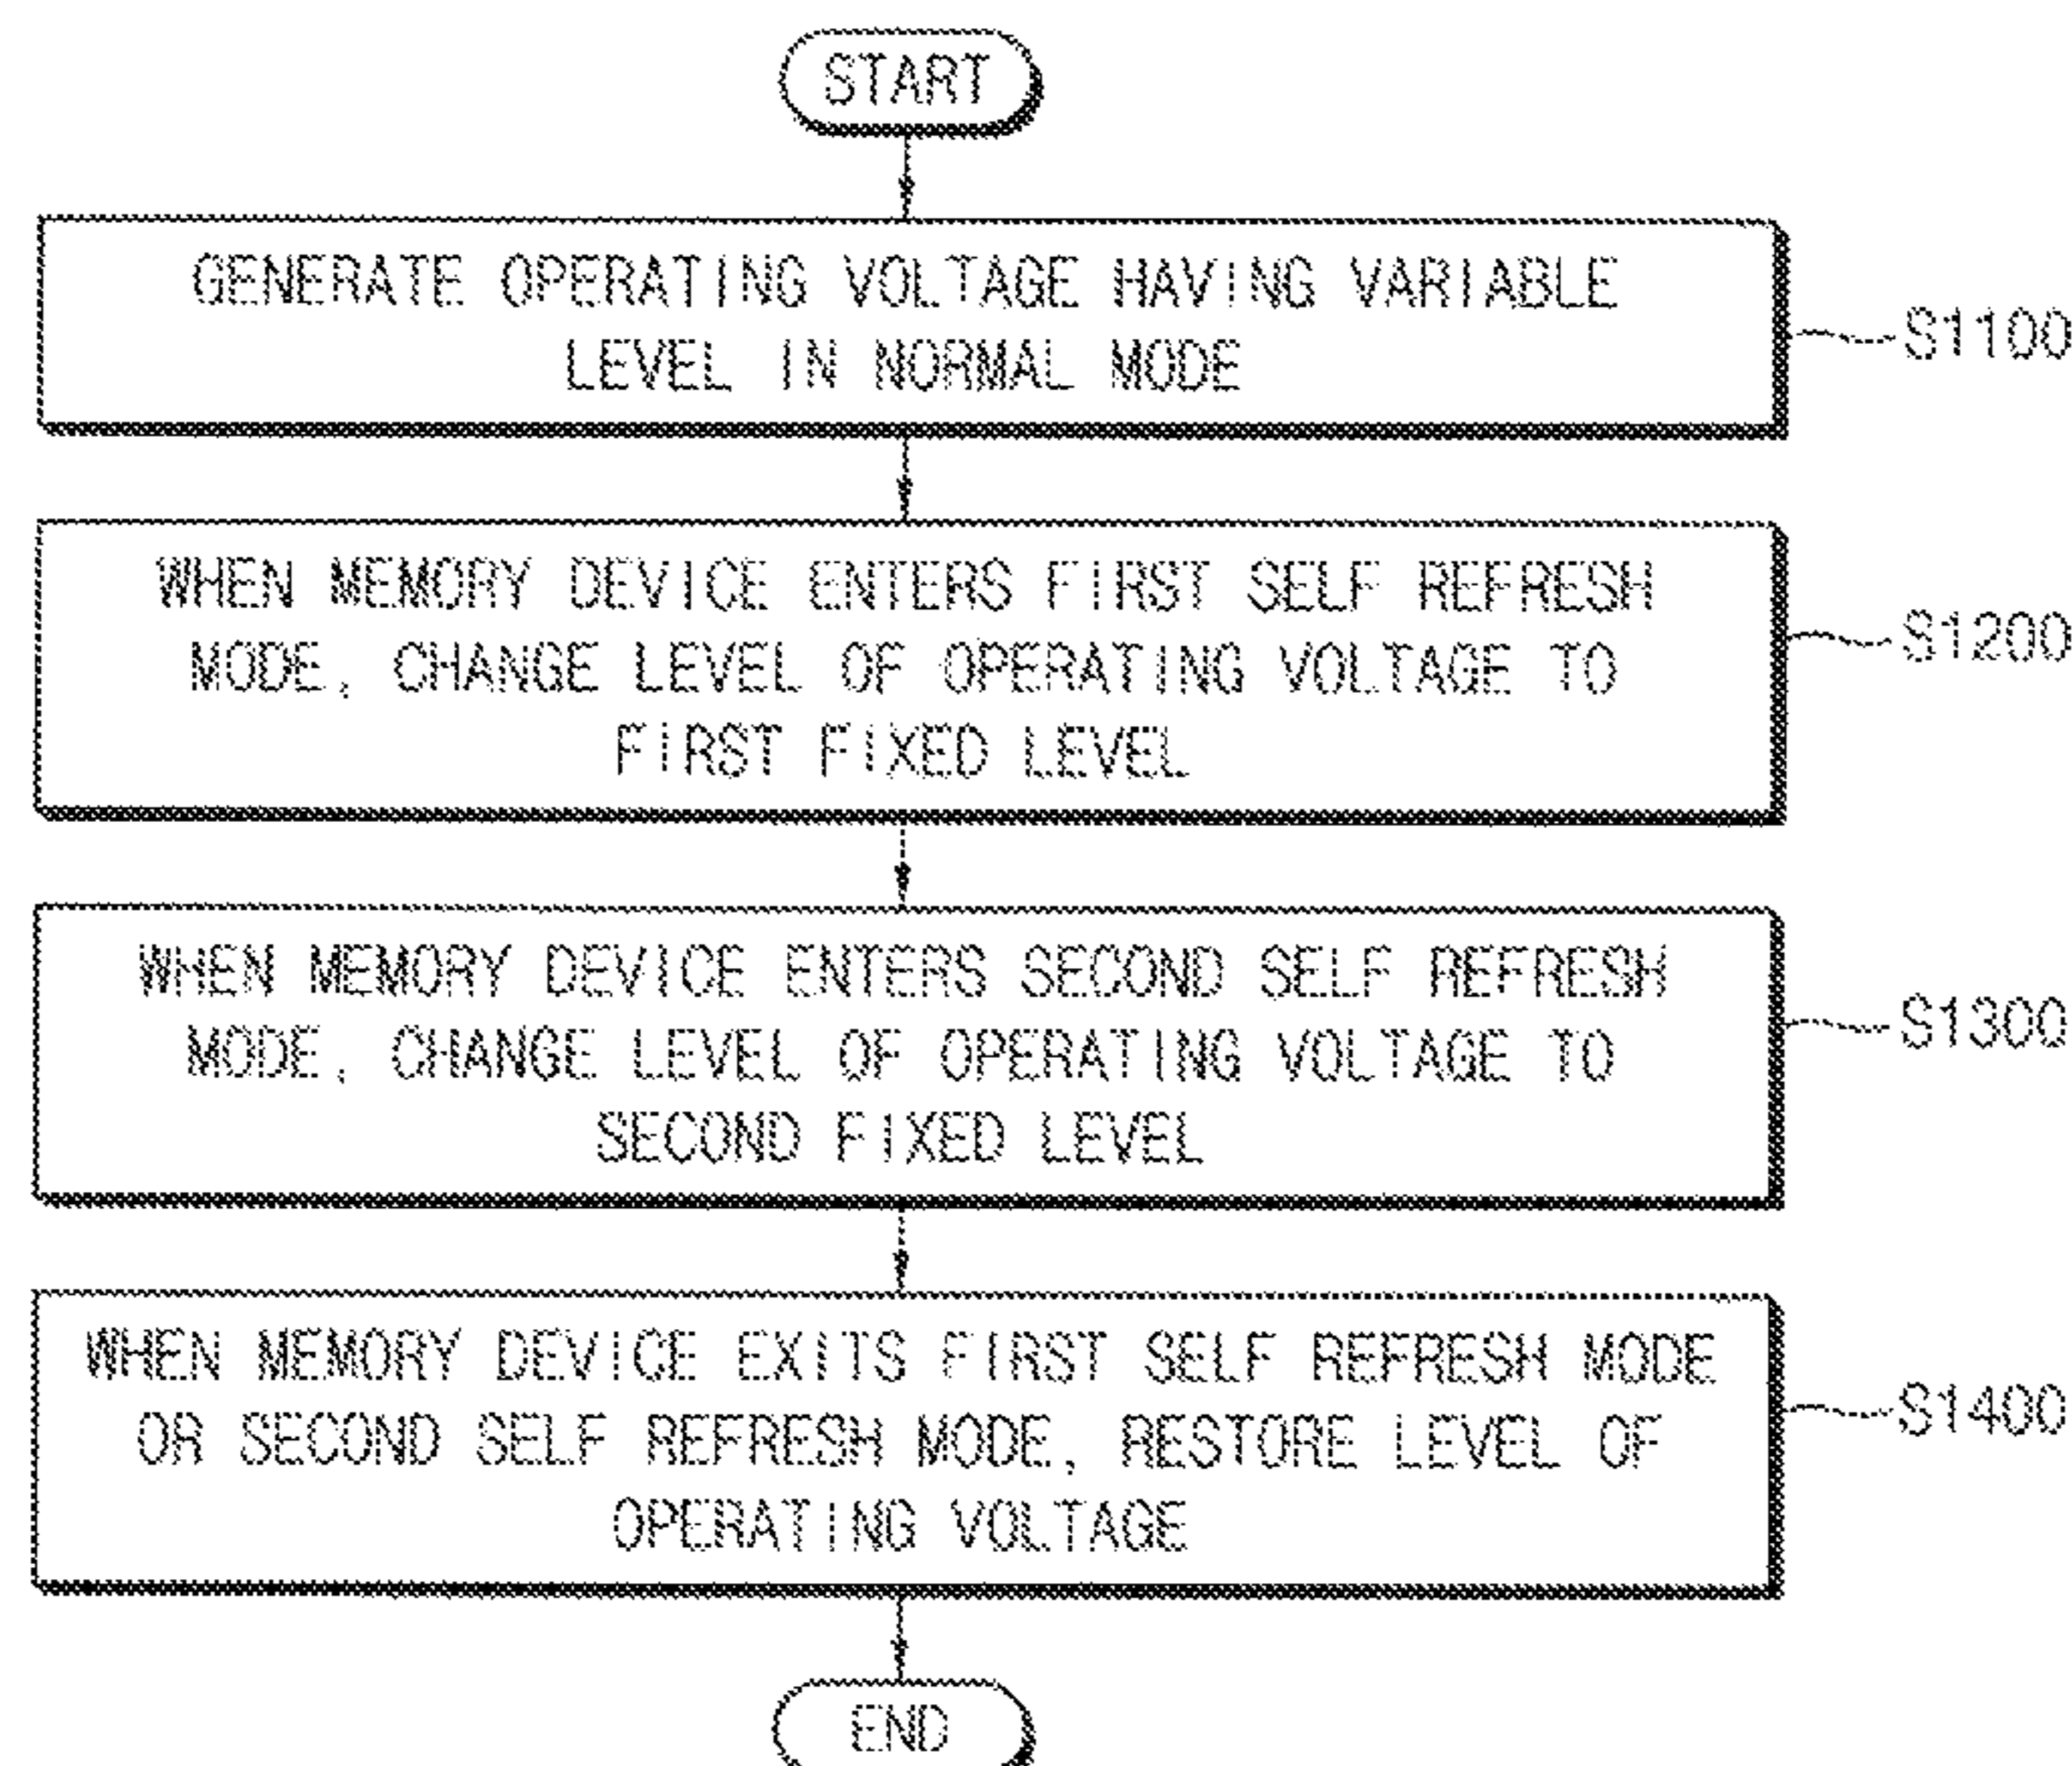 START
GENERATE OPERATING VOLTAGE HAVING VARIABLE
LEVEL IN NORMAL MODE
S1100
WHEN MEMORY DEVICE ENTERS FIRST SELF REFRESH
MODE, CHANGE LEVEL OF OPERATING VOLTAGE TO
FIRST FIXED LEVEL
S1200
WHEN MEMORY DEVICE ENTERS SECOND SELF REFRESH
MODE, CHANGE LEVEL OF OPERATING VOLTAGE TO
SECOND FIXED LEVEL
S1300
WHEN MEMORY DEVICE EXITS FIRST SELF REFRESH MODE
OR SECOND SELF REFRESH MODE, RESTORE LEVEL OF
OPERATING VOLTAGE
S1400
END